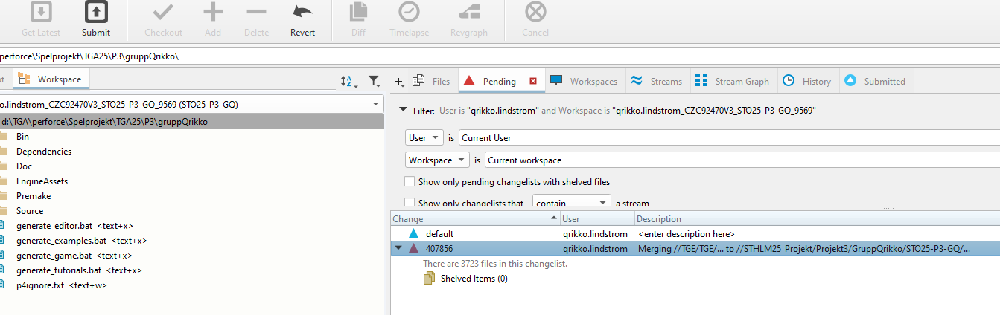 Get Latest Submit Checkout Add Delete Revert Diff Timelapse Revgraph Cancel
perforce\Spelprojekt\TGA25\P3\gruppQrikko\
Workspace
Files Pending Workspaces Streams Stream Graph History Submitted
o.lindstrom_CZC92470V3_STO25-P3-GQ_9569 (STO25-P3-GQ)
d:\TGA\perforce\Spelprojekt\TGA25\P3\gruppQrikko
Bin
Dependencies
Doc
EngineAssets
Premake
Source
generate_editor.bat <text+x>
generate_examples.bat <text+x>
generate_game.bat <text+x>
generate_tutorials.bat <text+x>
p4ignore.txt <text+w>
Filter: User is "qrikko.lindstrom" and Workspace is "qrikko.lindstrom_CZC92470V3_STO25-P3-GQ_9569"
User is Current User
Workspace is Current workspace
Show only pending changelists with shelved files
Show only changelists that contain a stream
Change User Description
default qrikko.lindstrom <enter description here>
407856 qrikko.lindstrom Merging //TGE/TGE/... to //STHLM25_Projekt/Projekt3/GruppQrikko/STO25-P3-GQ/...
There are 3723 files in this changelist.
Shelved Items (0)